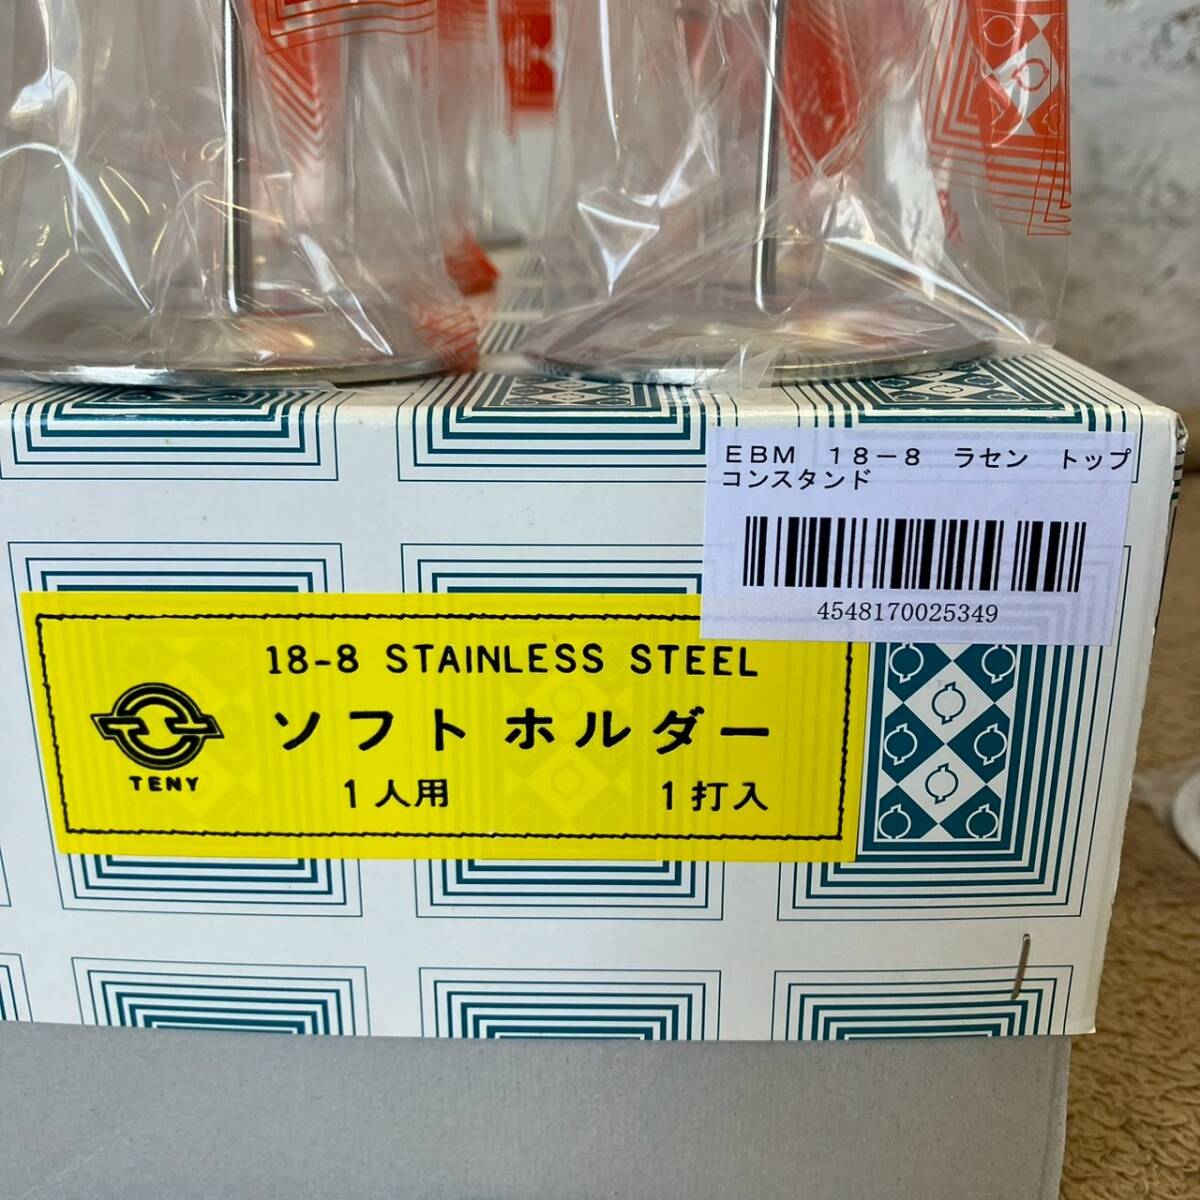 EBM　18－8　ラセン　トップ
コンスタンド
4548170025349
18-8 STAINLESS STEEL
ソフトホルダー
TENY
1人用　1打入